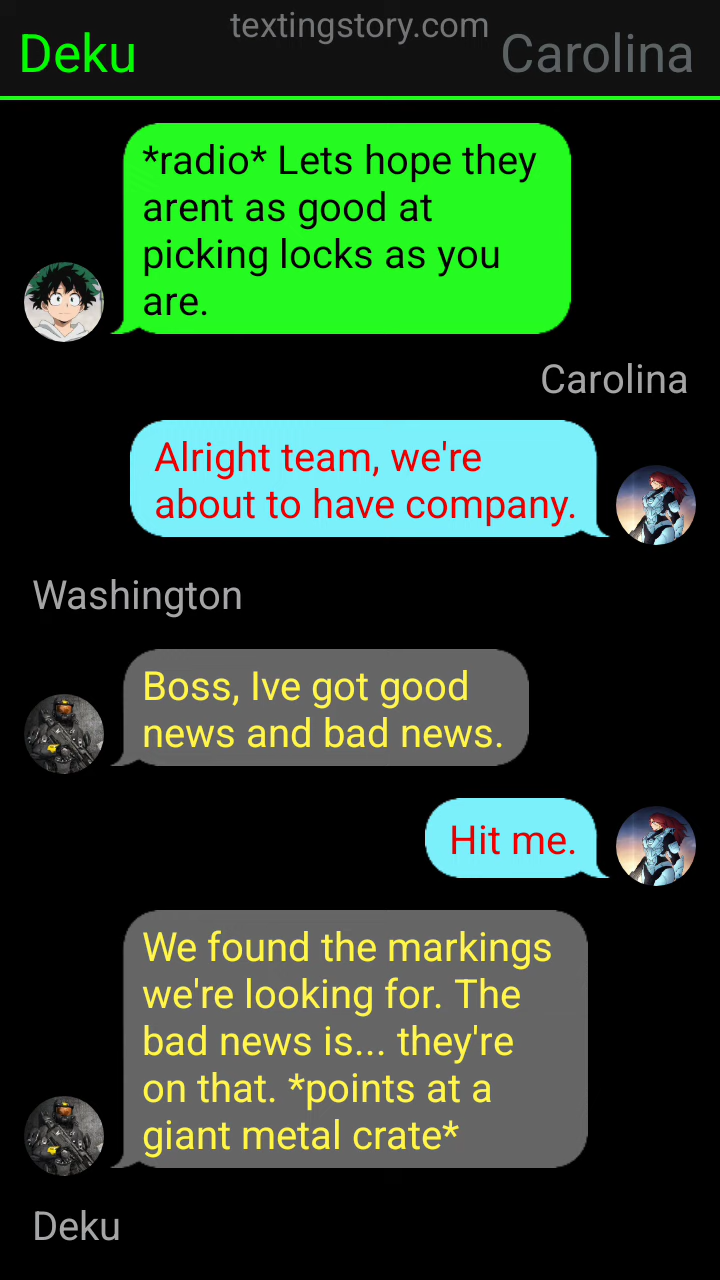 textingstory.com
Deku
Carolina
*radio* Lets hope they
arent as good at
picking locks as you
are.
Carolina
Alright team, we're
about to have company.
Washington
Boss, Ive got good
news and bad news.
Hit me.
We found the markings
we're looking for. The
bad news is... they're
on that. *points at a
giant metal crate*
Deku